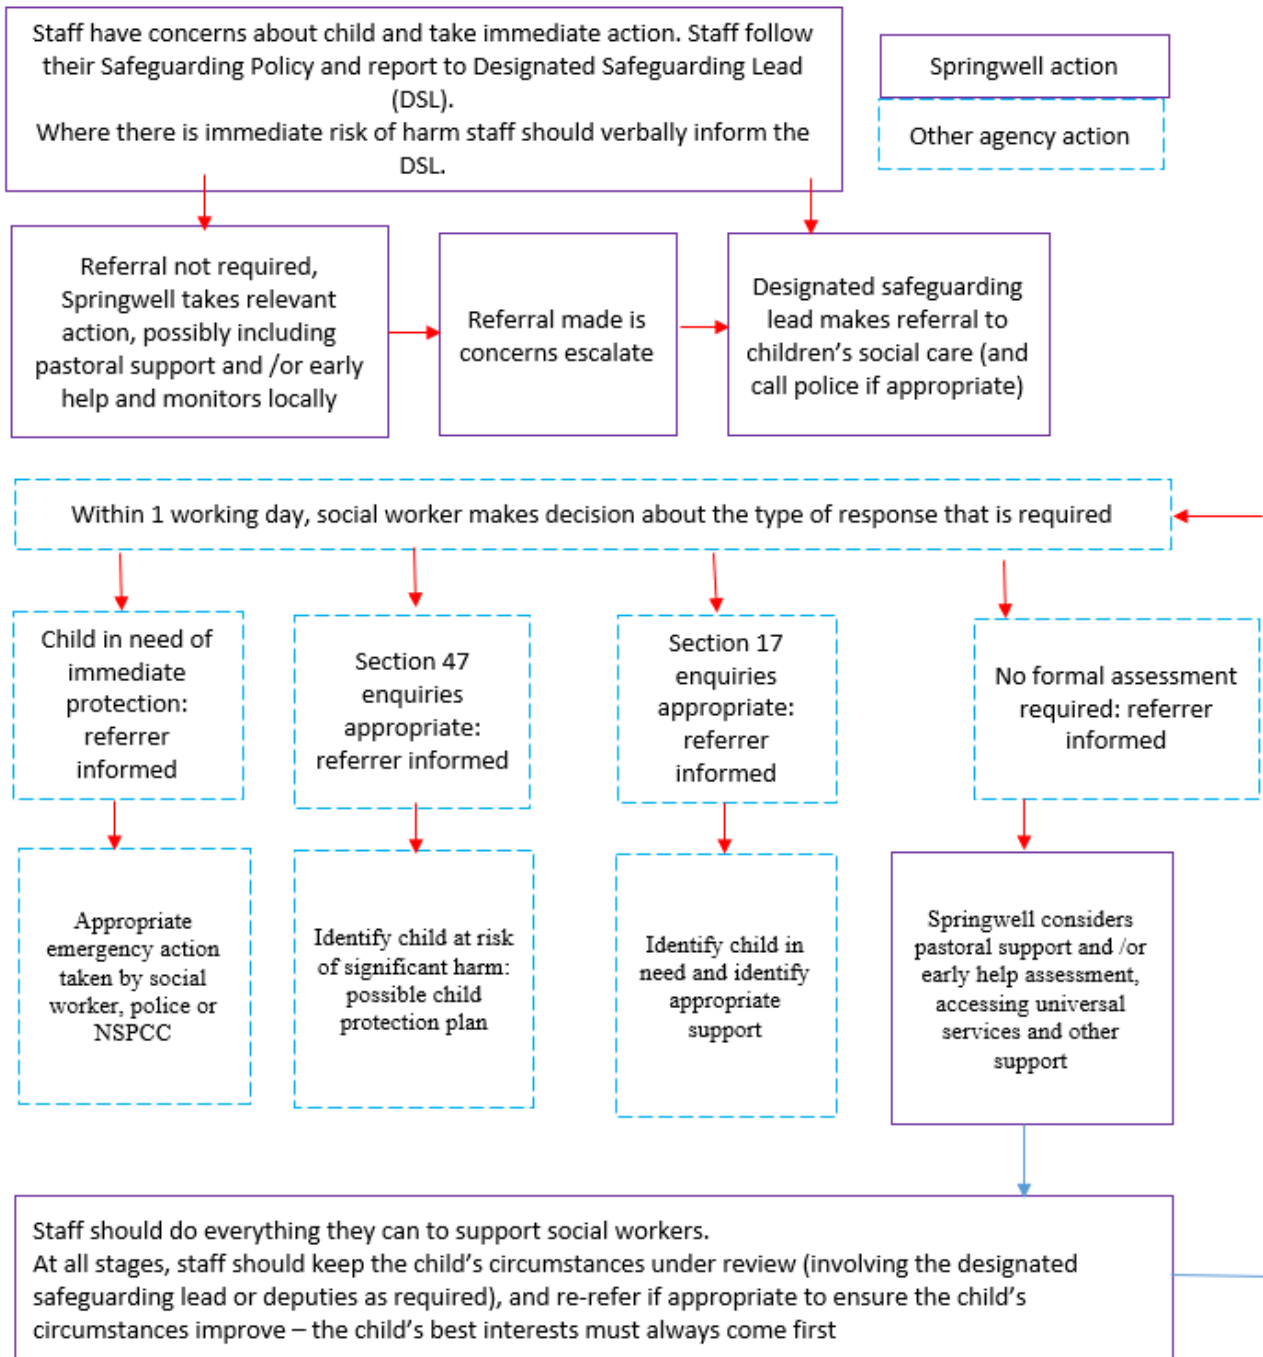 Staff have concerns about child and take immediate action. Staff follow
their Safeguarding Policy and report to Designated Safeguarding Lead
(DSL).
Where there is immediate risk of harm staff should verbally inform the
DSL.
Springwell action
Other agency action
Referral not required,
Springwell takes relevant
action, possibly including
pastoral support and /or early
help and monitors locally
Referral made is
concerns escalate
Designated safeguarding
lead makes referral to
children’s social care (and
call police if appropriate)
Within 1 working day, social worker makes decision about the type of response that is required
Child in need of
immediate
protection:
referrer
informed
Section 47
enquiries
appropriate:
referrer informed
Section 17
enquiries
appropriate:
referrer
informed
No formal assessment
required: referrer
informed
Appropriate
emergency action
taken by social
worker, police or
NSPCC
Identify child at risk
of significant harm:
possible child
protection plan
Identify child in
need and identify
appropriate
support
Springwell considers
pastoral support and /or
early help assessment,
accessing universal
services and other
support
Staff should do everything they can to support social workers.
At all stages, staff should keep the child’s circumstances under review (involving the designated
safeguarding lead or deputies as required), and re-refer if appropriate to ensure the child’s
circumstances improve – the child’s best interests must always come first